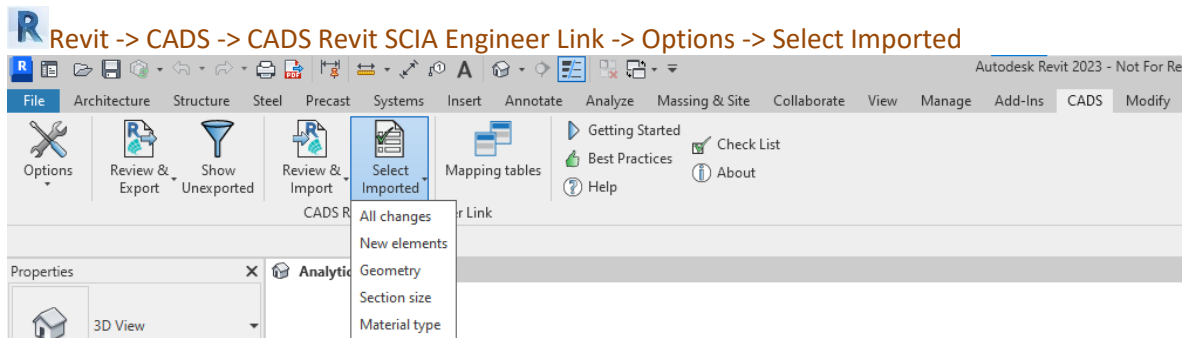 Revit -> CADS -> CADS Revit SCIA Engineer Link -> Options -> Select Imported
Autodesk Revit 2023 - Not For Re
File Architecture Structure Steel Precast Systems Insert Annotate Analyze Massing & Site Collaborate View Manage Add-Ins CADS Modify
Options
Review &
Export
Show
Unexported
Review &
Import
Select
Imported
Mapping tables
Getting Started
Best Practices
Help
Check List
About
CADS R
er Link
All changes
New elements
Geometry
Section size
Material type
Properties
Analytic
3D View